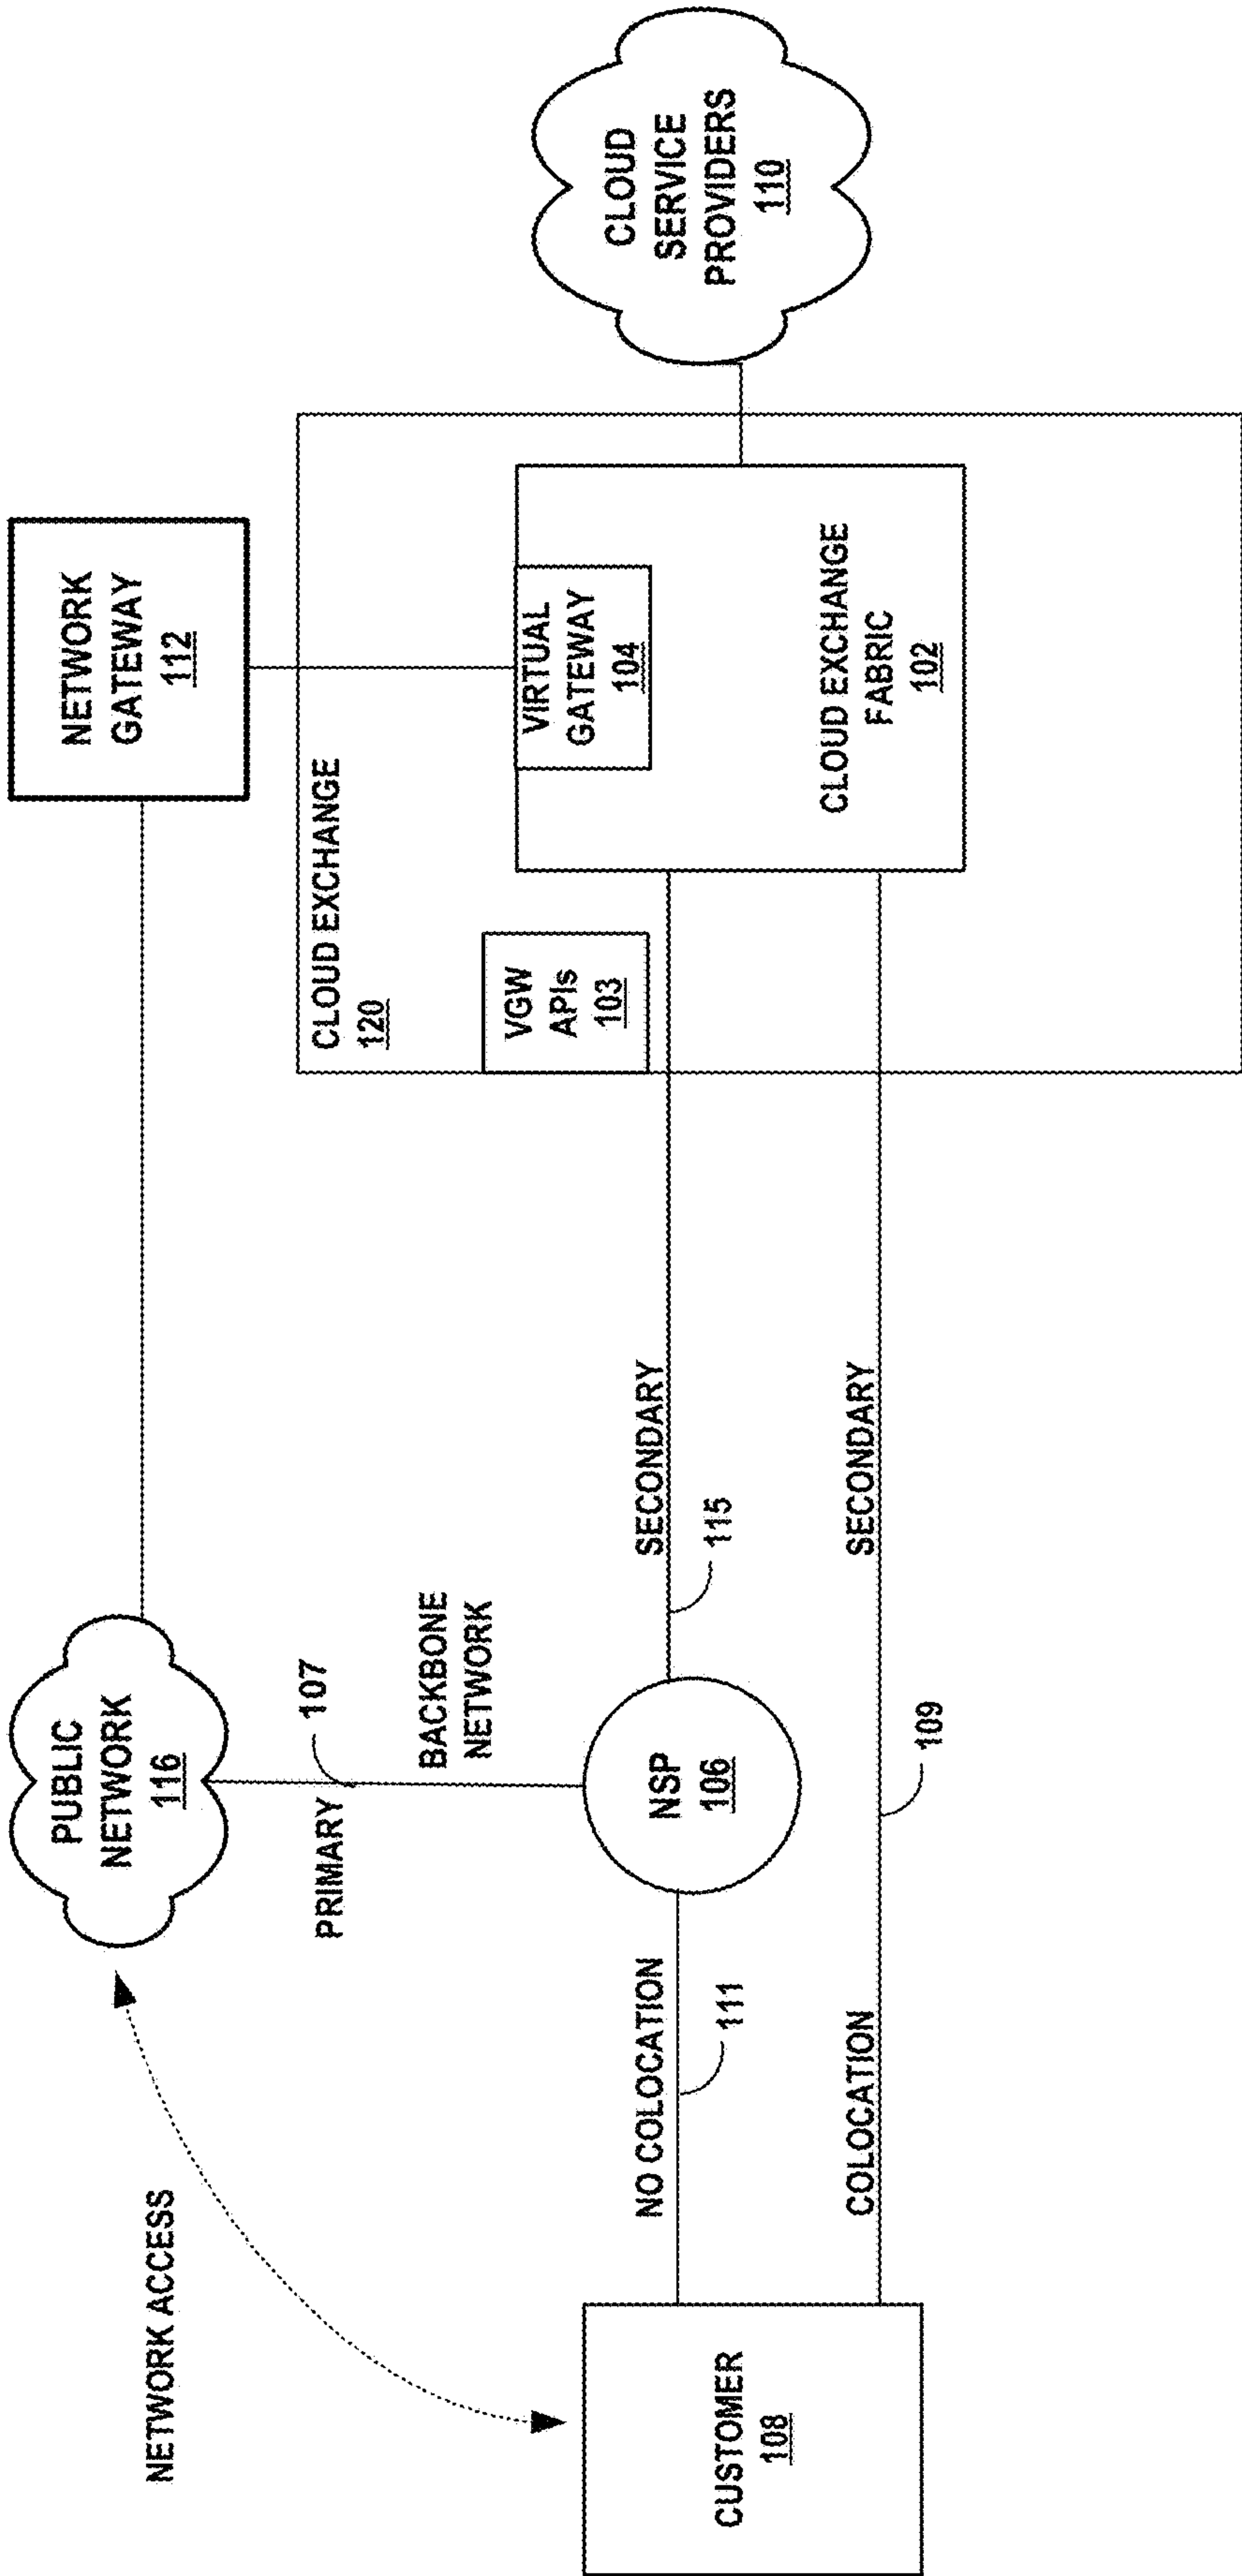 NETWORK ACCESS
PUBLIC
NETWORK
116
NETWORK
GATEWAY
112
PRIMARY
107
BACKBONE
NETWORK
CLOUD EXCHANGE
120
VGW
APIs
103
VIRTUAL
GATEWAY
104
CLOUD EXCHANGE
FABRIC
102
CLOUD
SERVICE
PROVIDERS
110
CUSTOMER
108
NO COLOCATION
111
NSP
106
SECONDARY
115
COLOCATION
109
SECONDARY